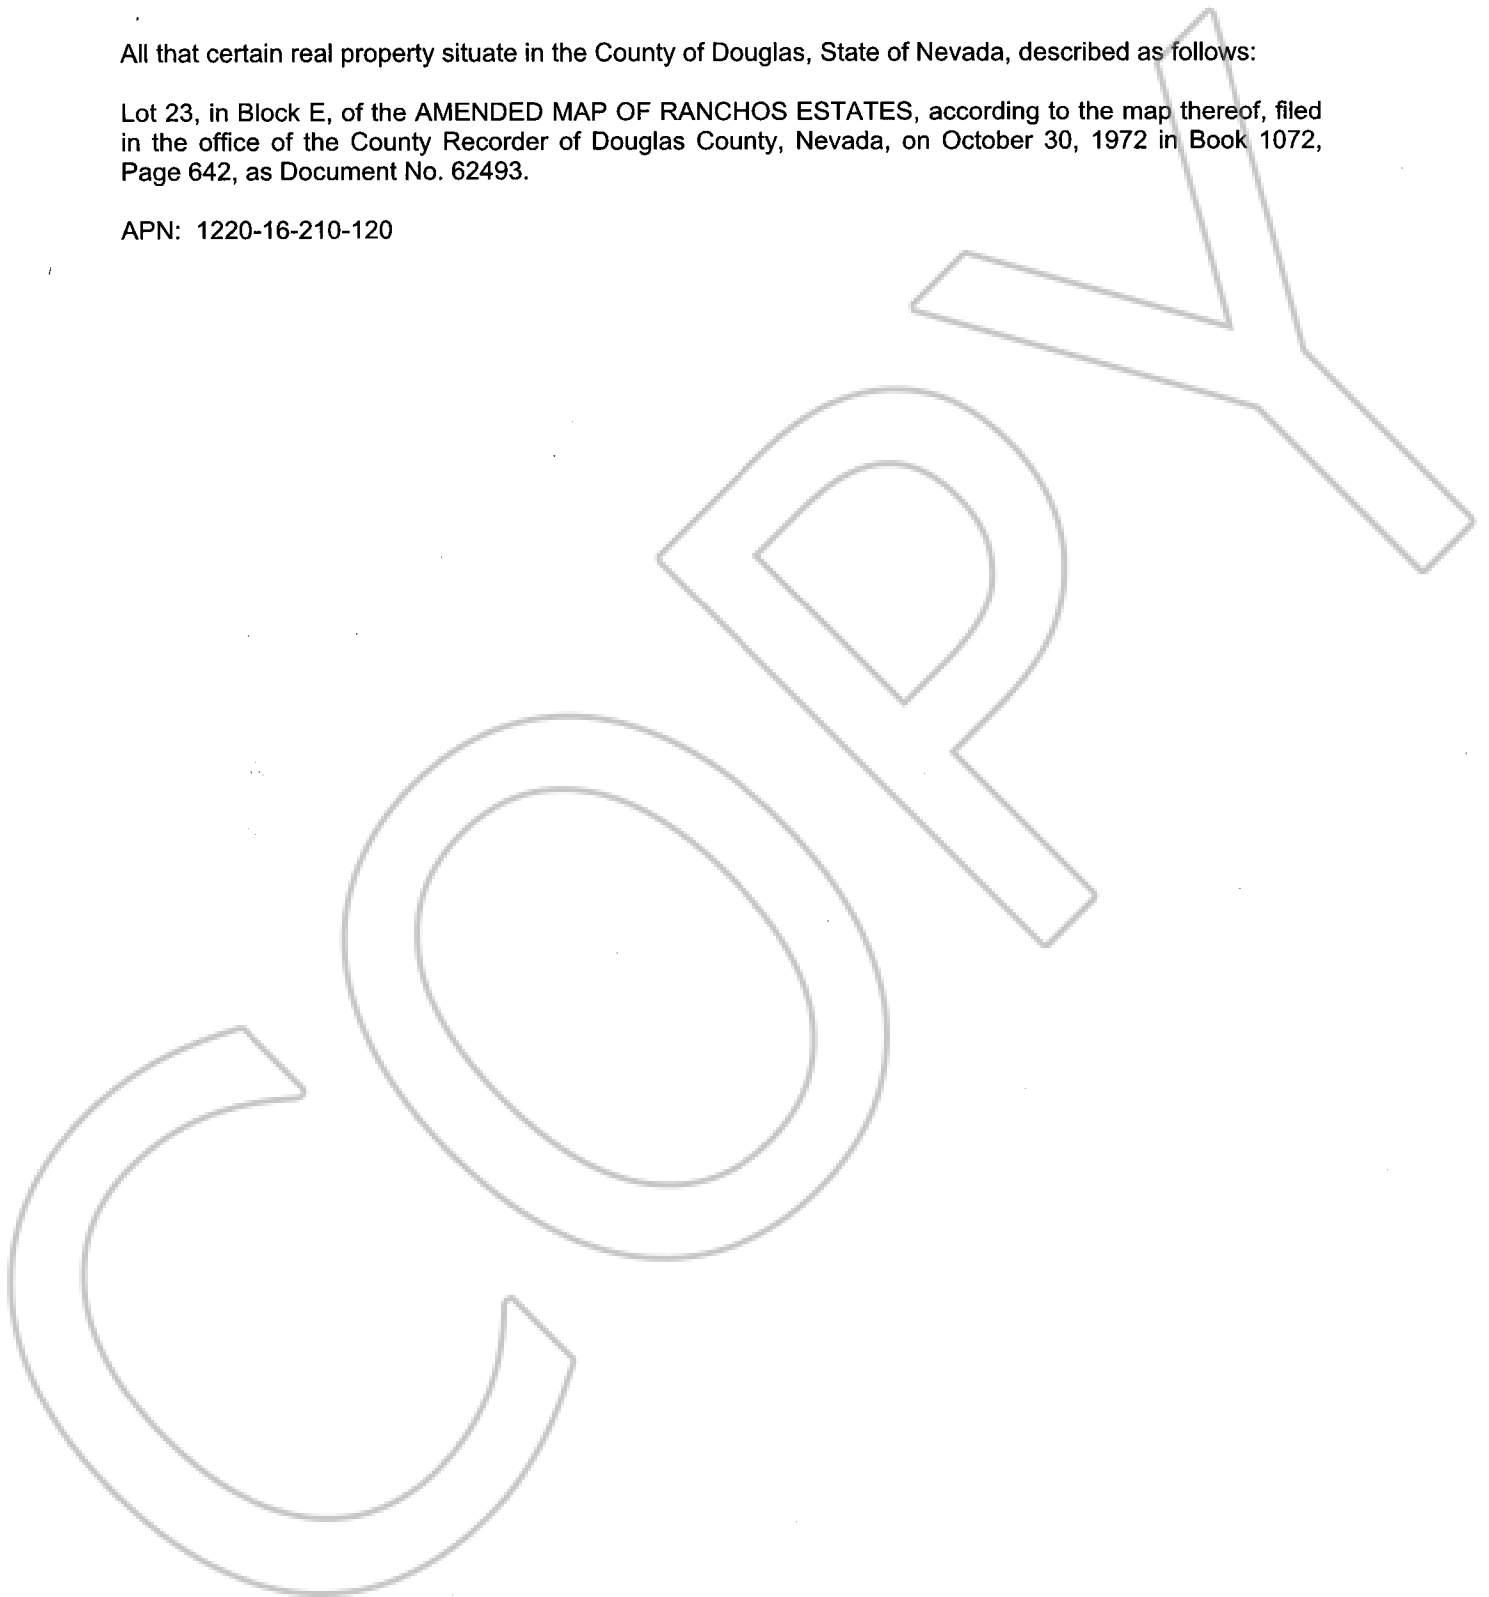 All that certain real property situate in the County of Douglas, State of Nevada, described as follows:
Lot 23, in Block E, of the AMENDED MAP OF RANCHOS ESTATES, according to the map thereof, filed
in the office of the County Recorder of Douglas County, Nevada, on October 30, 1972 in Book 1072,
Page 642, as Document No. 62493.
APN: 1220-16-210-120
COPY